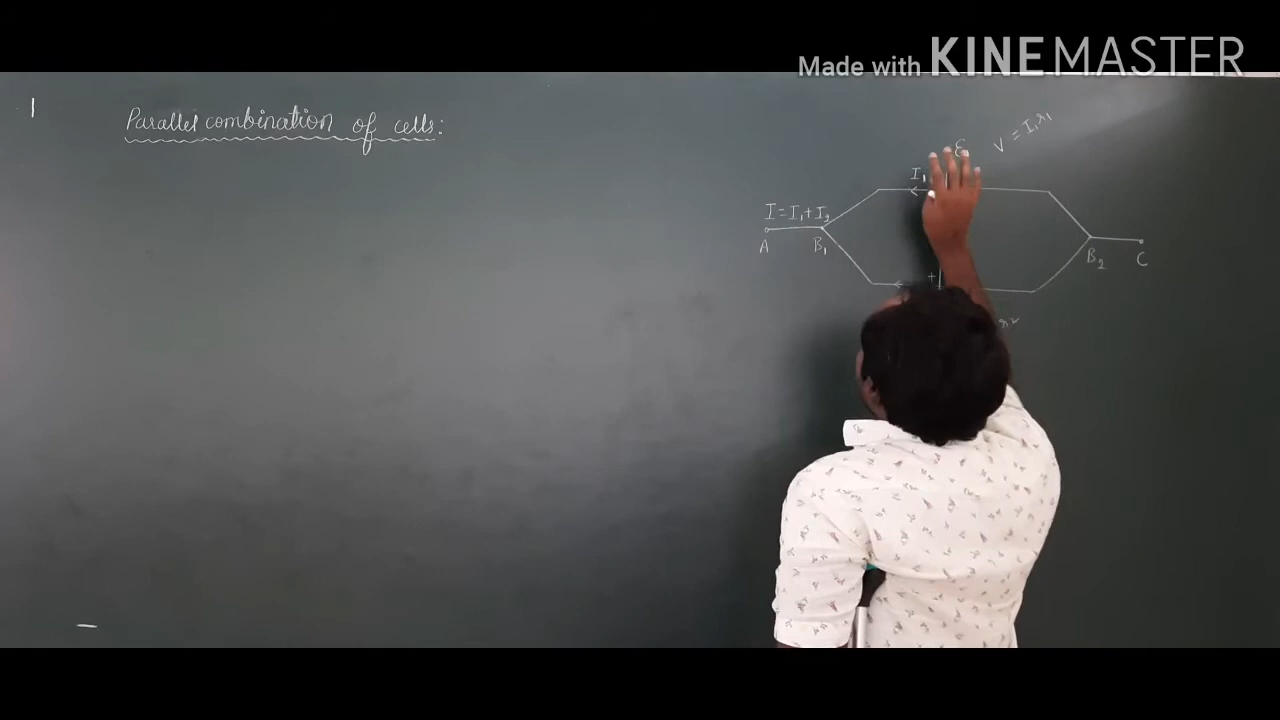 Made with KINEMASTER
Parallel combination of cells:
ε
V = I₁r₁
I₁
I = I₁ + I₂
A
B₁
+
B₂
C